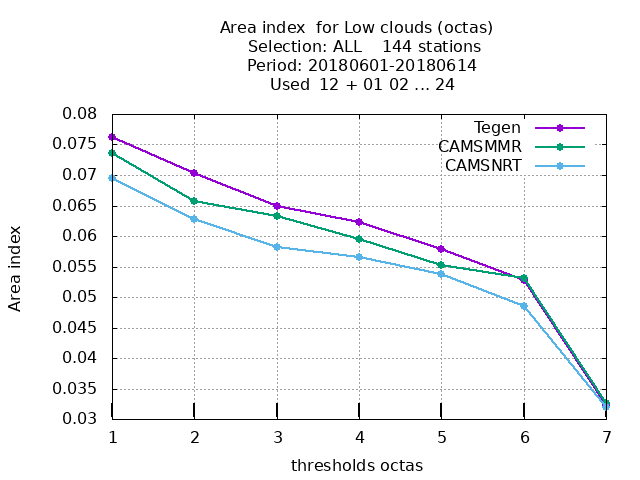 Area index  for Low clouds (octas)
Selection: ALL    144 stations
Period: 20180601-20180614
Used  12 + 01 02 ... 24
Tegen
CAMSMMR
CAMSNRT
Area index
0.08
0.075
0.07
0.065
0.06
0.055
0.05
0.045
0.04
0.035
0.03
1 2 3 4 5 6 7
thresholds octas